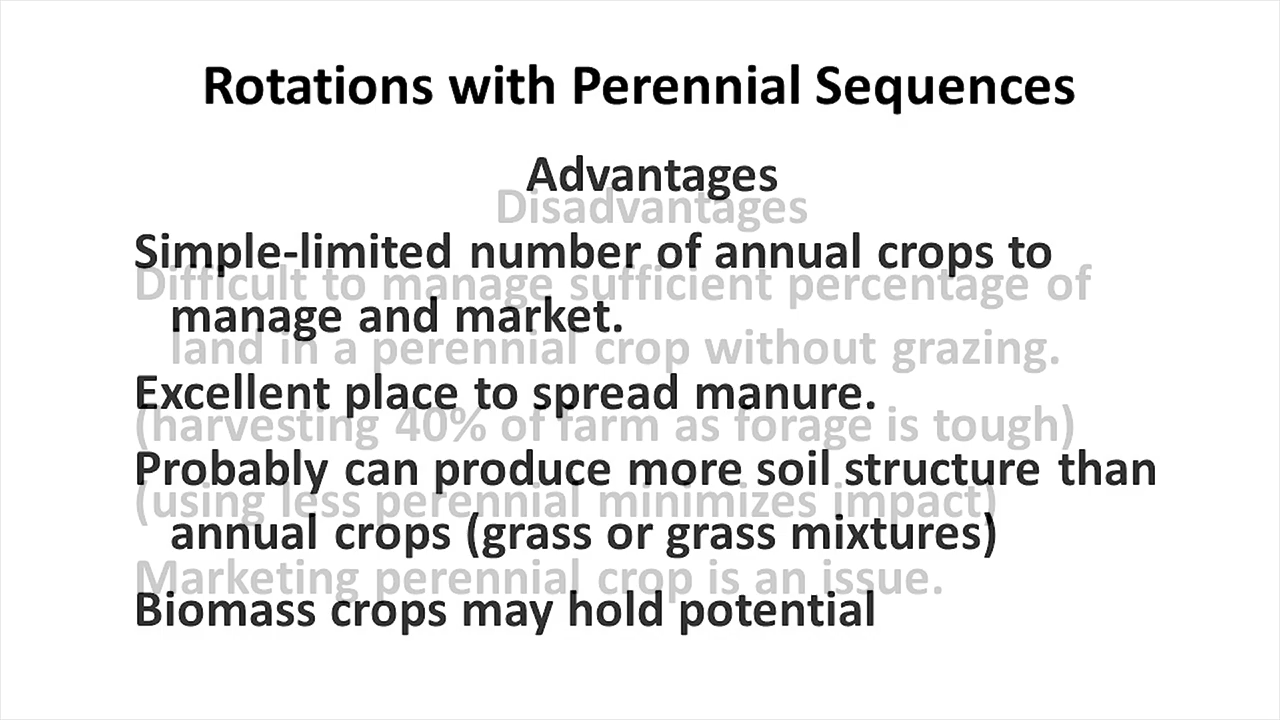 Rotations with Perennial Sequences
Advantages
Disadvantages
Simple-limited number of annual crops to
Difficult to manage sufficient percentage of
manage and market.
land in a perennial crop without grazing.
Excellent place to spread manure.
(harvesting 40% of farm as forage is tough)
Probably can produce more soil structure than
(using less perennial minimizes impact)
annual crops (grass or grass mixtures)
Marketing perennial crop is an issue.
Biomass crops may hold potential